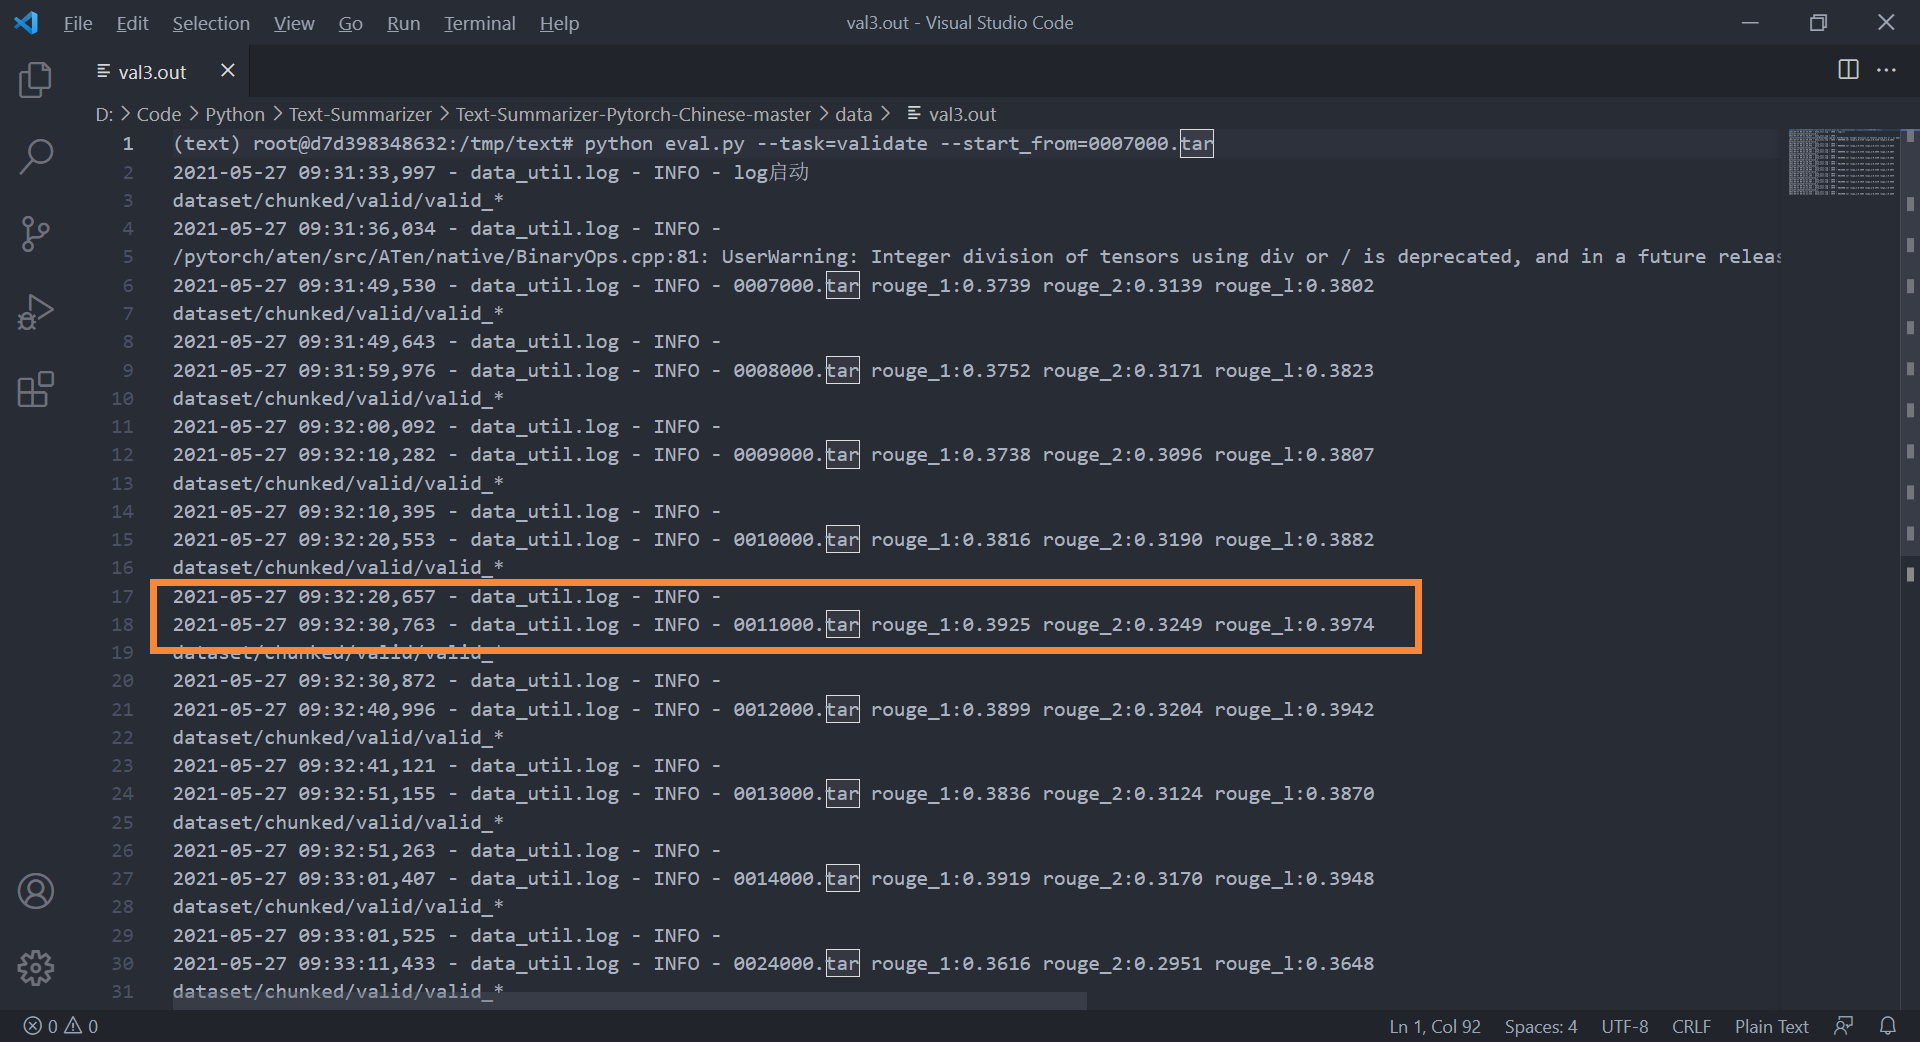 File Edit Selection View Go Run Terminal Help
val3.out - Visual Studio Code
val3.out
D: > Code > Python > Text-Summarizer > Text-Summarizer-Pytorch-Chinese-master > data > val3.out
1 (text) root@d7d398348632:/tmp/text# python eval.py --task=validate --start_from=0007000.tar
2 2021-05-27 09:31:33,997 - data_util.log - INFO - log启动
3 dataset/chunked/valid/valid_*
4 2021-05-27 09:31:36,034 - data_util.log - INFO -
5 /pytorch/aten/src/ATen/native/BinaryOps.cpp:81: UserWarning: Integer division of tensors using div or / is deprecated, and in a future releas
6 2021-05-27 09:31:49,530 - data_util.log - INFO - 0007000.tar rouge_1:0.3739 rouge_2:0.3139 rouge_l:0.3802
7 dataset/chunked/valid/valid_*
8 2021-05-27 09:31:49,643 - data_util.log - INFO -
9 2021-05-27 09:31:59,976 - data_util.log - INFO - 0008000.tar rouge_1:0.3752 rouge_2:0.3171 rouge_l:0.3823
10 dataset/chunked/valid/valid_*
11 2021-05-27 09:32:00,092 - data_util.log - INFO -
12 2021-05-27 09:32:10,282 - data_util.log - INFO - 0009000.tar rouge_1:0.3738 rouge_2:0.3096 rouge_l:0.3807
13 dataset/chunked/valid/valid_*
14 2021-05-27 09:32:10,395 - data_util.log - INFO -
15 2021-05-27 09:32:20,553 - data_util.log - INFO - 0010000.tar rouge_1:0.3816 rouge_2:0.3190 rouge_l:0.3882
16 dataset/chunked/valid/valid_*
17 2021-05-27 09:32:20,657 - data_util.log - INFO -
18 2021-05-27 09:32:30,763 - data_util.log - INFO - 0011000.tar rouge_1:0.3925 rouge_2:0.3249 rouge_l:0.3974
19 dataset/chunked/valid/valid_*
20 2021-05-27 09:32:30,872 - data_util.log - INFO -
21 2021-05-27 09:32:40,996 - data_util.log - INFO - 0012000.tar rouge_1:0.3899 rouge_2:0.3204 rouge_l:0.3942
22 dataset/chunked/valid/valid_*
23 2021-05-27 09:32:41,121 - data_util.log - INFO -
24 2021-05-27 09:32:51,155 - data_util.log - INFO - 0013000.tar rouge_1:0.3836 rouge_2:0.3124 rouge_l:0.3870
25 dataset/chunked/valid/valid_*
26 2021-05-27 09:32:51,263 - data_util.log - INFO -
27 2021-05-27 09:33:01,407 - data_util.log - INFO - 0014000.tar rouge_1:0.3919 rouge_2:0.3170 rouge_l:0.3948
28 dataset/chunked/valid/valid_*
29 2021-05-27 09:33:01,525 - data_util.log - INFO -
30 2021-05-27 09:33:11,433 - data_util.log - INFO - 0024000.tar rouge_1:0.3616 rouge_2:0.2951 rouge_l:0.3648
31 dataset/chunked/valid/valid_*
0 0 Ln 1, Col 92 Spaces: 4 UTF-8 CRLF Plain Text